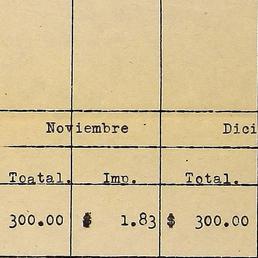 Noviembre Dici
Toatal. Imp. Total.
300.00 $ 1.83 $ 300.00